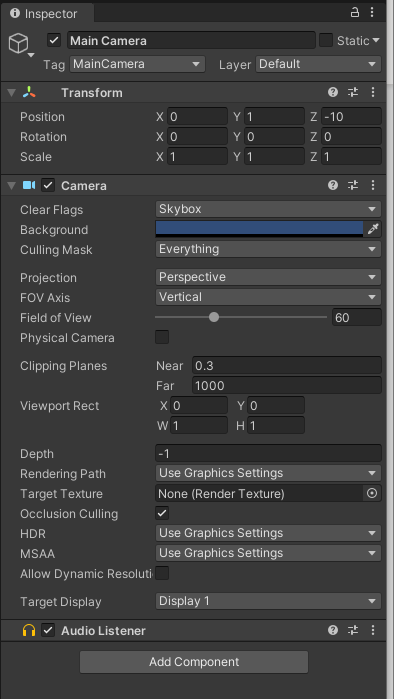 Inspector
Main Camera Static
Tag MainCamera Layer Default
Transform
Position X 0 Y 1 Z -10
Rotation X 0 Y 0 Z 0
Scale X 1 Y 1 Z 1
Camera
Clear Flags Skybox
Background
Culling Mask Everything
Projection Perspective
FOV Axis Vertical
Field of View 60
Physical Camera
Clipping Planes Near 0.3
Far 1000
Viewport Rect X 0 Y 0
W 1 H 1
Depth -1
Rendering Path Use Graphics Settings
Target Texture None (Render Texture)
Occlusion Culling
HDR Use Graphics Settings
MSAA Use Graphics Settings
Allow Dynamic Resoluti
Target Display Display 1
Audio Listener
Add Component